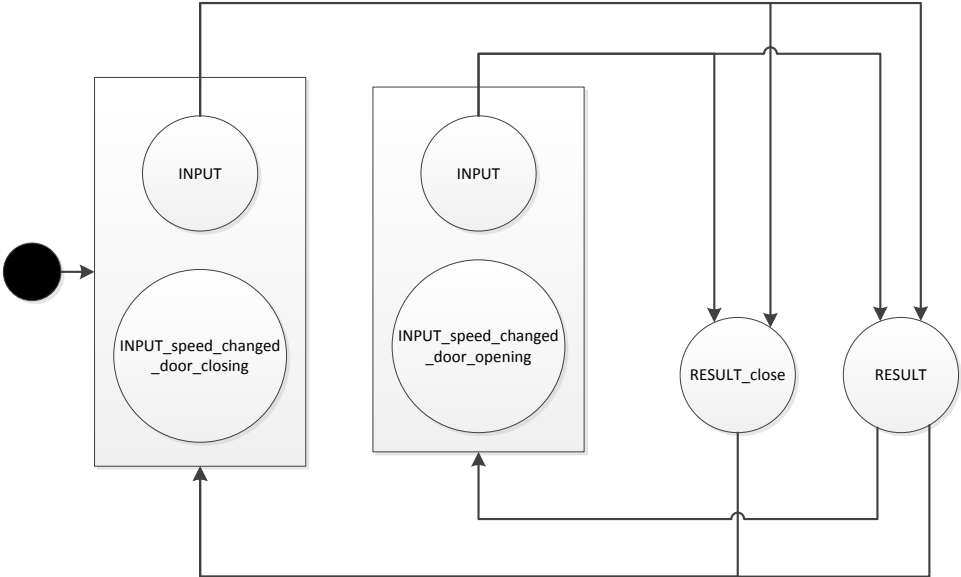 INPUT
INPUT
INPUT_speed_changed
_door_closing
INPUT_speed_changed
_door_opening
RESULT_close
RESULT